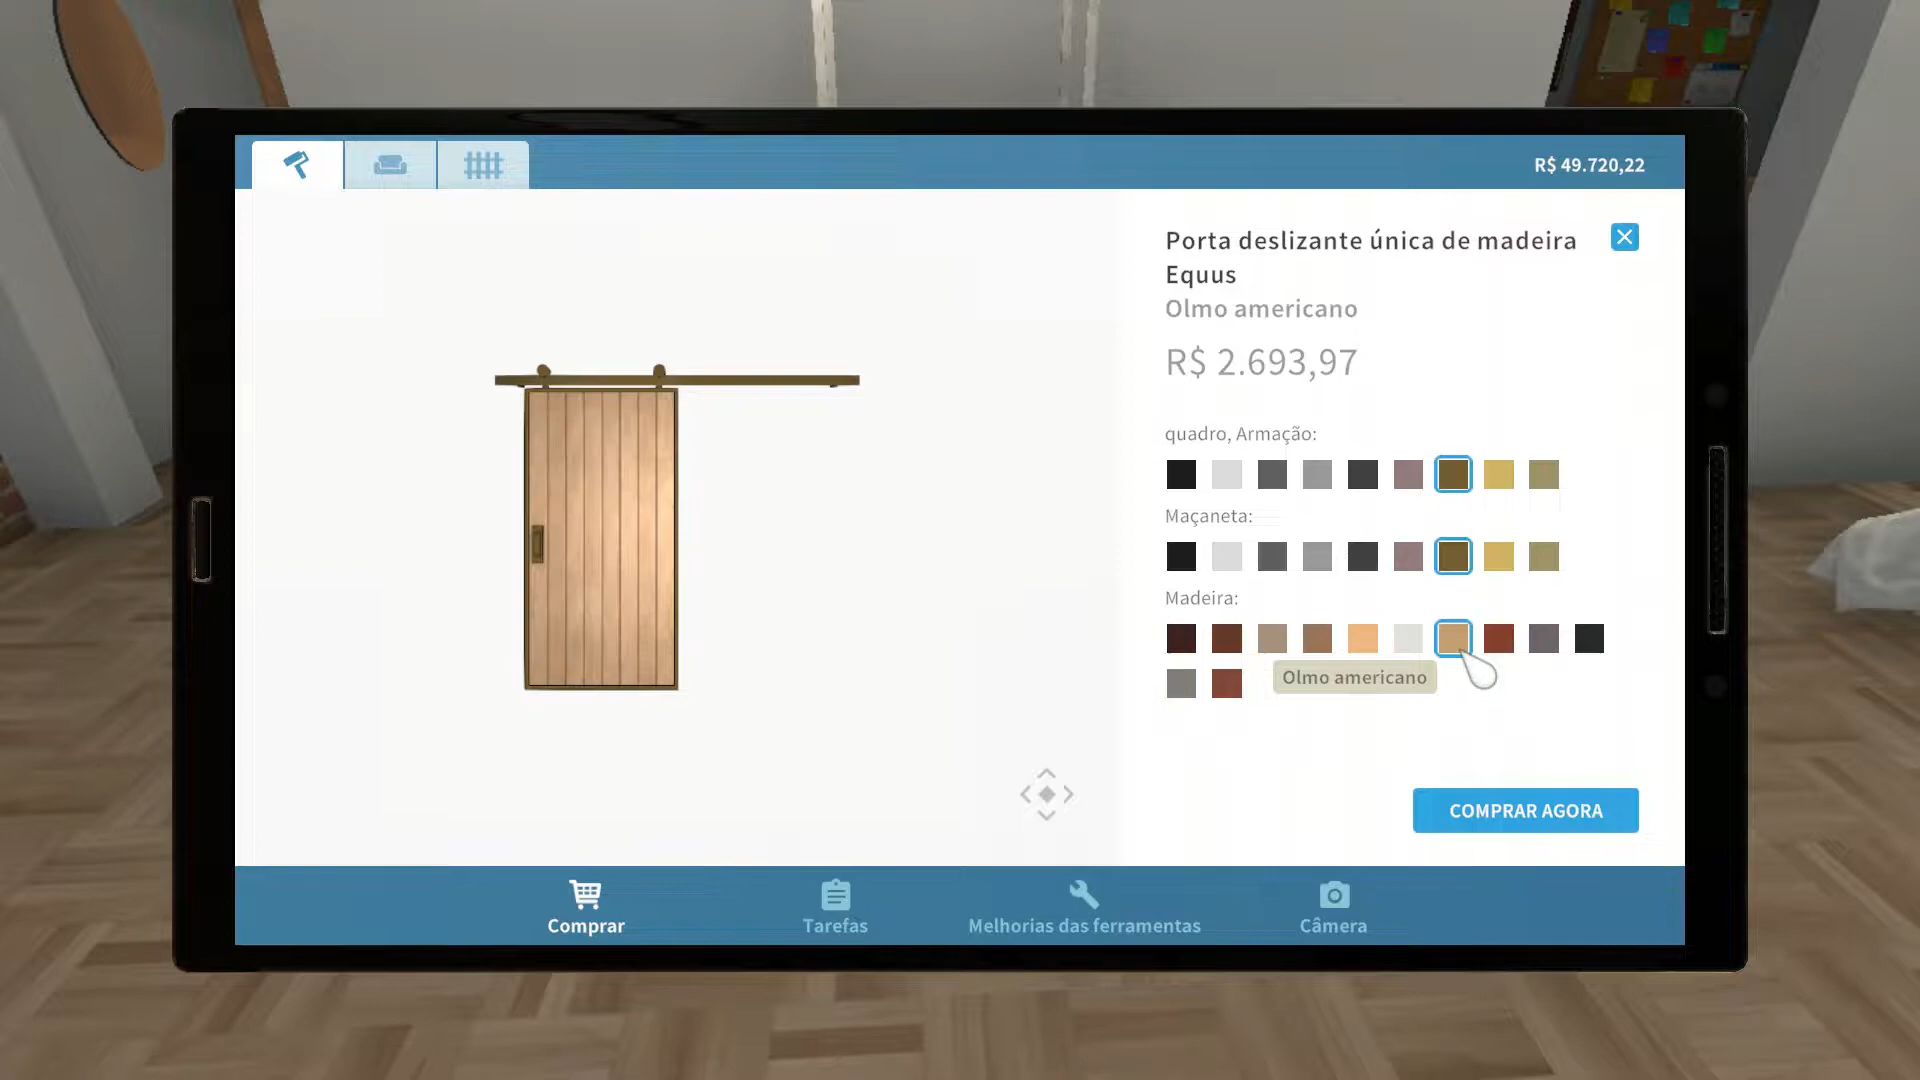 R$ 49.720,22
Porta deslizante única de madeira
Equus
Olmo americano
R$ 2.693,97
quadro, Armação:
Maçaneta:
Madeira:
Olmo americano
COMPRAR AGORA
Comprar
Tarefas
Melhorias das ferramentas
Câmera